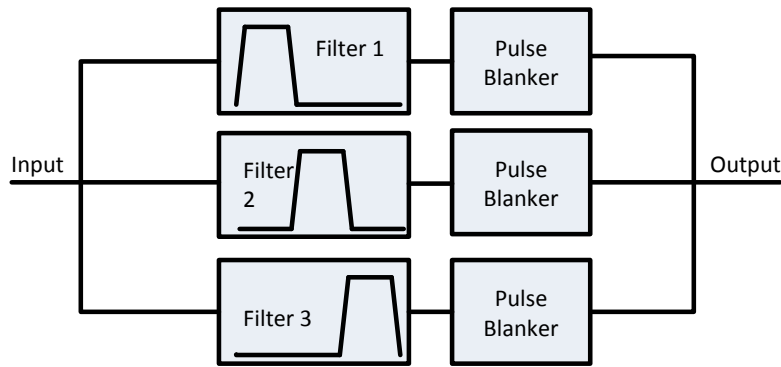 Filter 1
Pulse
Blanker
Input
Filter
2
Pulse
Blanker
Output
Filter 3
Pulse
Blanker